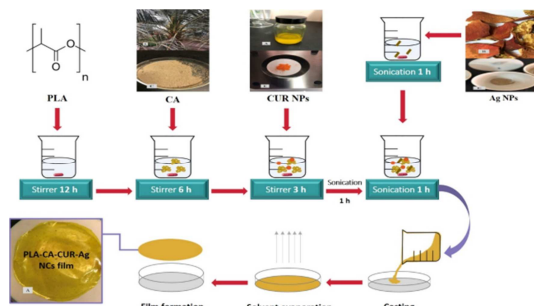 O
O
n
Sonication 1 h
PLA
CA
CUR NPs
Ag NPs
Stirrer 12 h
Stirrer 6 h
Stirrer 3 h
Sonication
1 h
Sonication 1 h
PLA-CA-CUR-Ag
NCs film
Film formation
Solvent evaporation
Casting